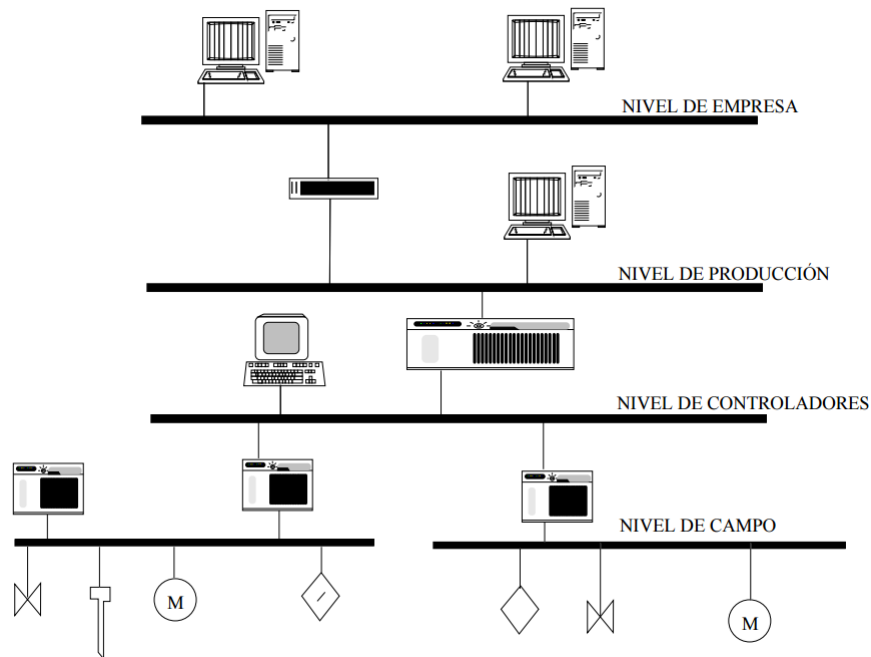 NIVEL DE EMPRESA
NIVEL DE PRODUCCIÓN
NIVEL DE CONTROLADORES
NIVEL DE CAMPO
M
M